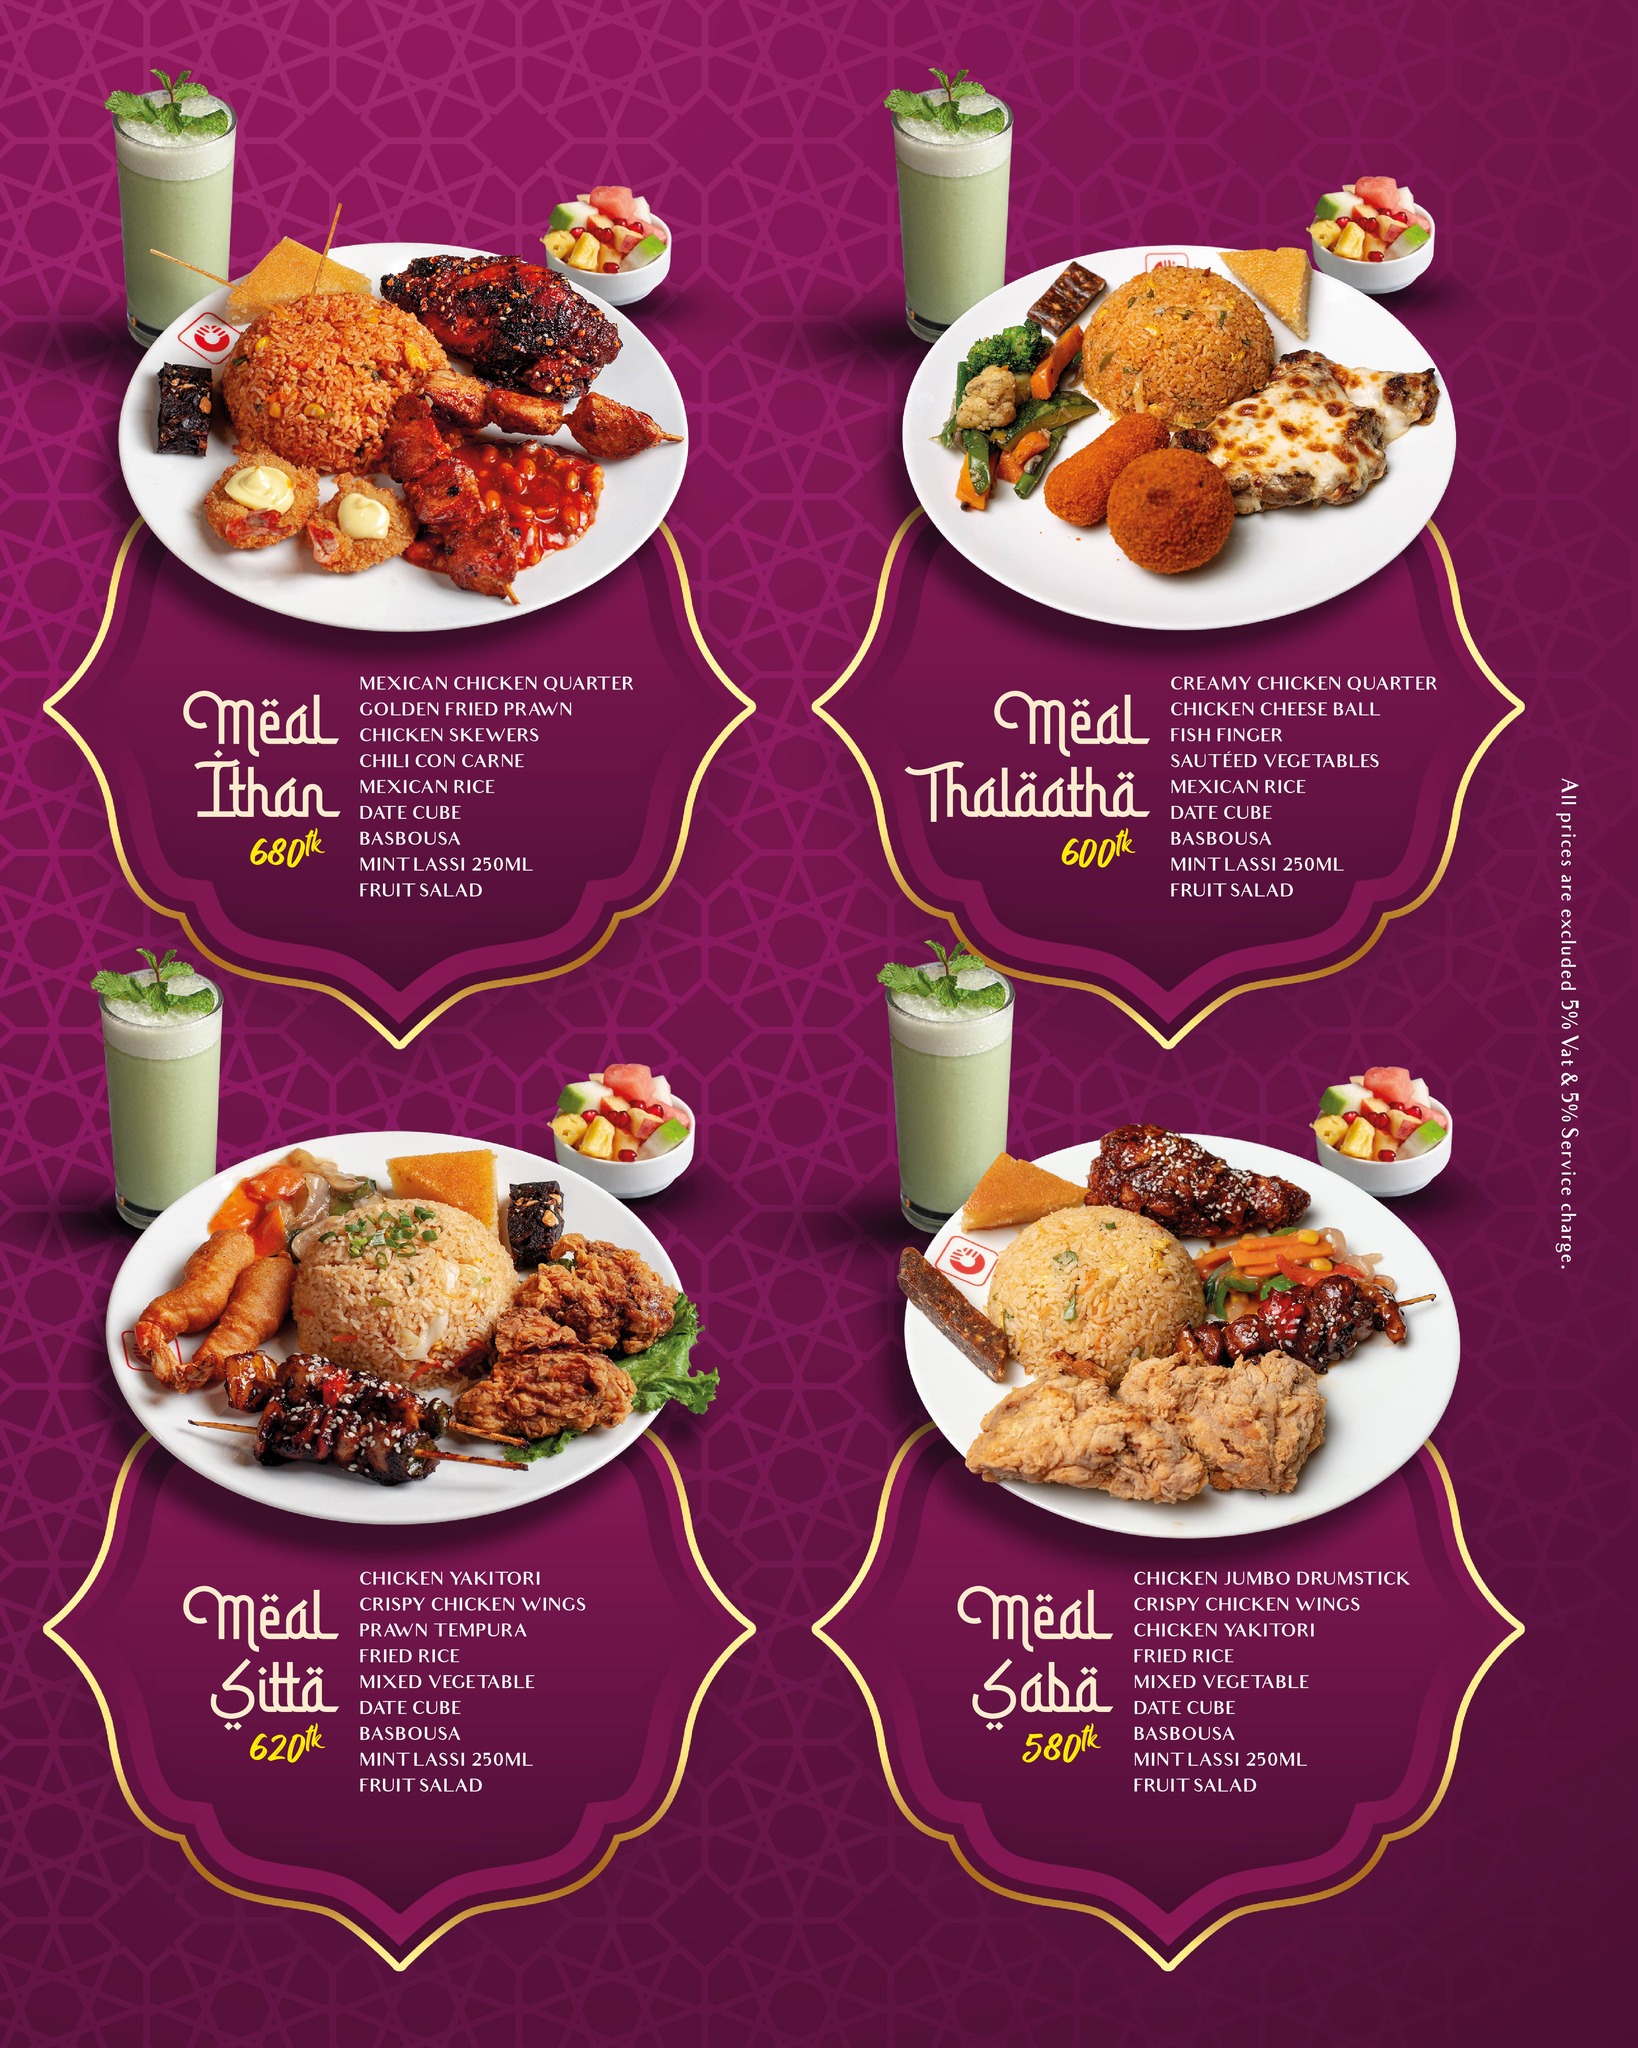 Mëal
İthan
680tk
MEXICAN CHICKEN QUARTER
GOLDEN FRIED PRAWN
CHICKEN SKEWERS
CHILI CON CARNE
MEXICAN RICE
DATE CUBE
BASBOUSA
MINT LASSI 250ML
FRUIT SALAD
Mëal
Thaläathä
600tk
CREAMY CHICKEN QUARTER
CHICKEN CHEESE BALL
FISH FINGER
SAUTÉED VEGETABLES
MEXICAN RICE
DATE CUBE
BASBOUSA
MINT LASSI 250ML
FRUIT SALAD
Mëal
Sittä
620tk
CHICKEN YAKITORI
CRISPY CHICKEN WINGS
PRAWN TEMPURA
FRIED RICE
MIXED VEGETABLE
DATE CUBE
BASBOUSA
MINT LASSI 250ML
FRUIT SALAD
Mëal
Sabä
580tk
CHICKEN JUMBO DRUMSTICK
CRISPY CHICKEN WINGS
CHICKEN YAKITORI
FRIED RICE
MIXED VEGETABLE
DATE CUBE
BASBOUSA
MINT LASSI 250ML
FRUIT SALAD
All prices are excluded 5% Vat & 5% Service charge.